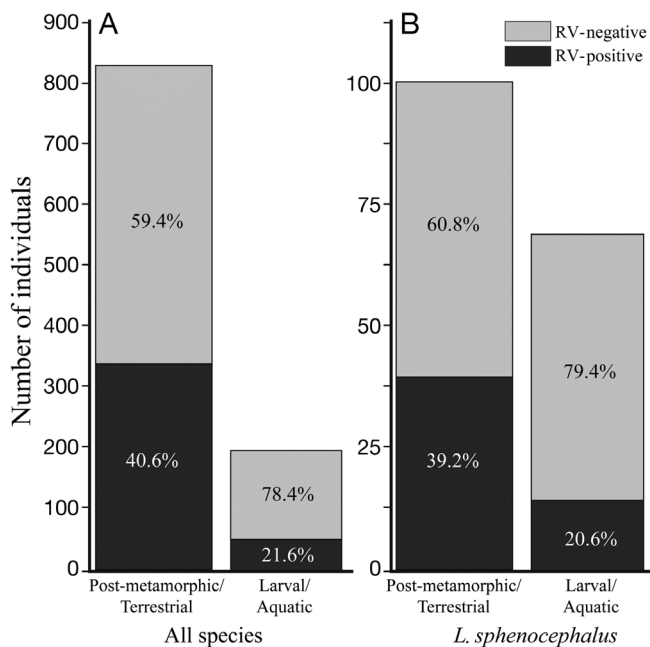 A
B
RV-negative
RV-positive
Number of individuals
900
800
700
600
500
400
300
200
100
0
59.4%
40.6%
78.4%
21.6%
100
75
50
25
0
60.8%
39.2%
79.4%
20.6%
Post-metamorphic/
Terrestrial
Larval/
Aquatic
Post-metamorphic/
Terrestrial
Larval/
Aquatic
All species
L. sphenocephalus